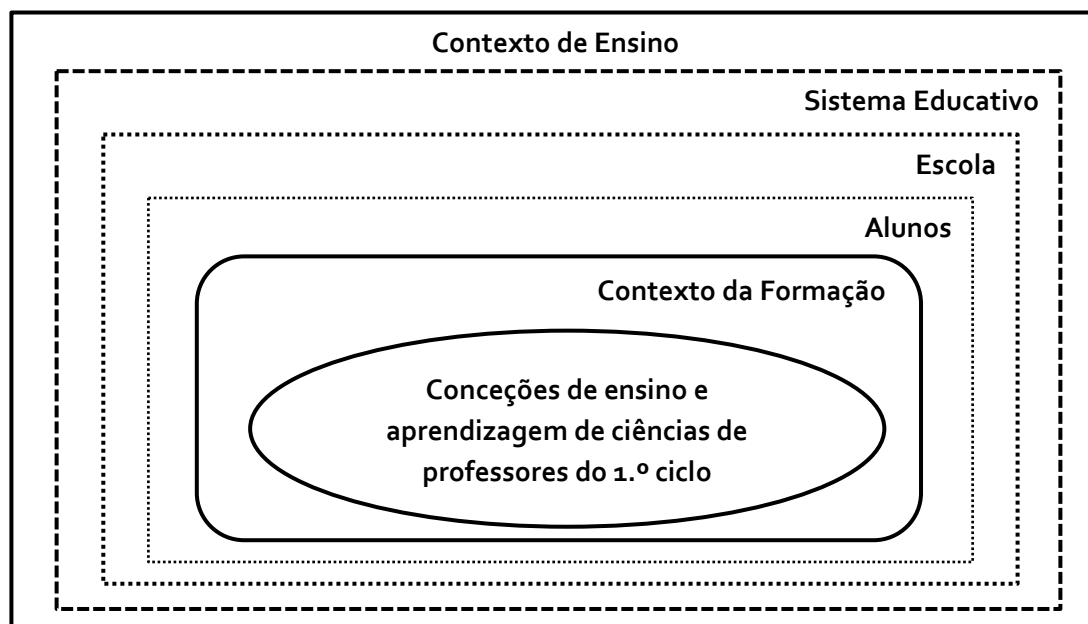 Contexto de Ensino
Sistema Educativo
Escola
Alunos
Contexto da Formação
Conceções de ensino e
aprendizagem de ciências de
professores do 1.º ciclo